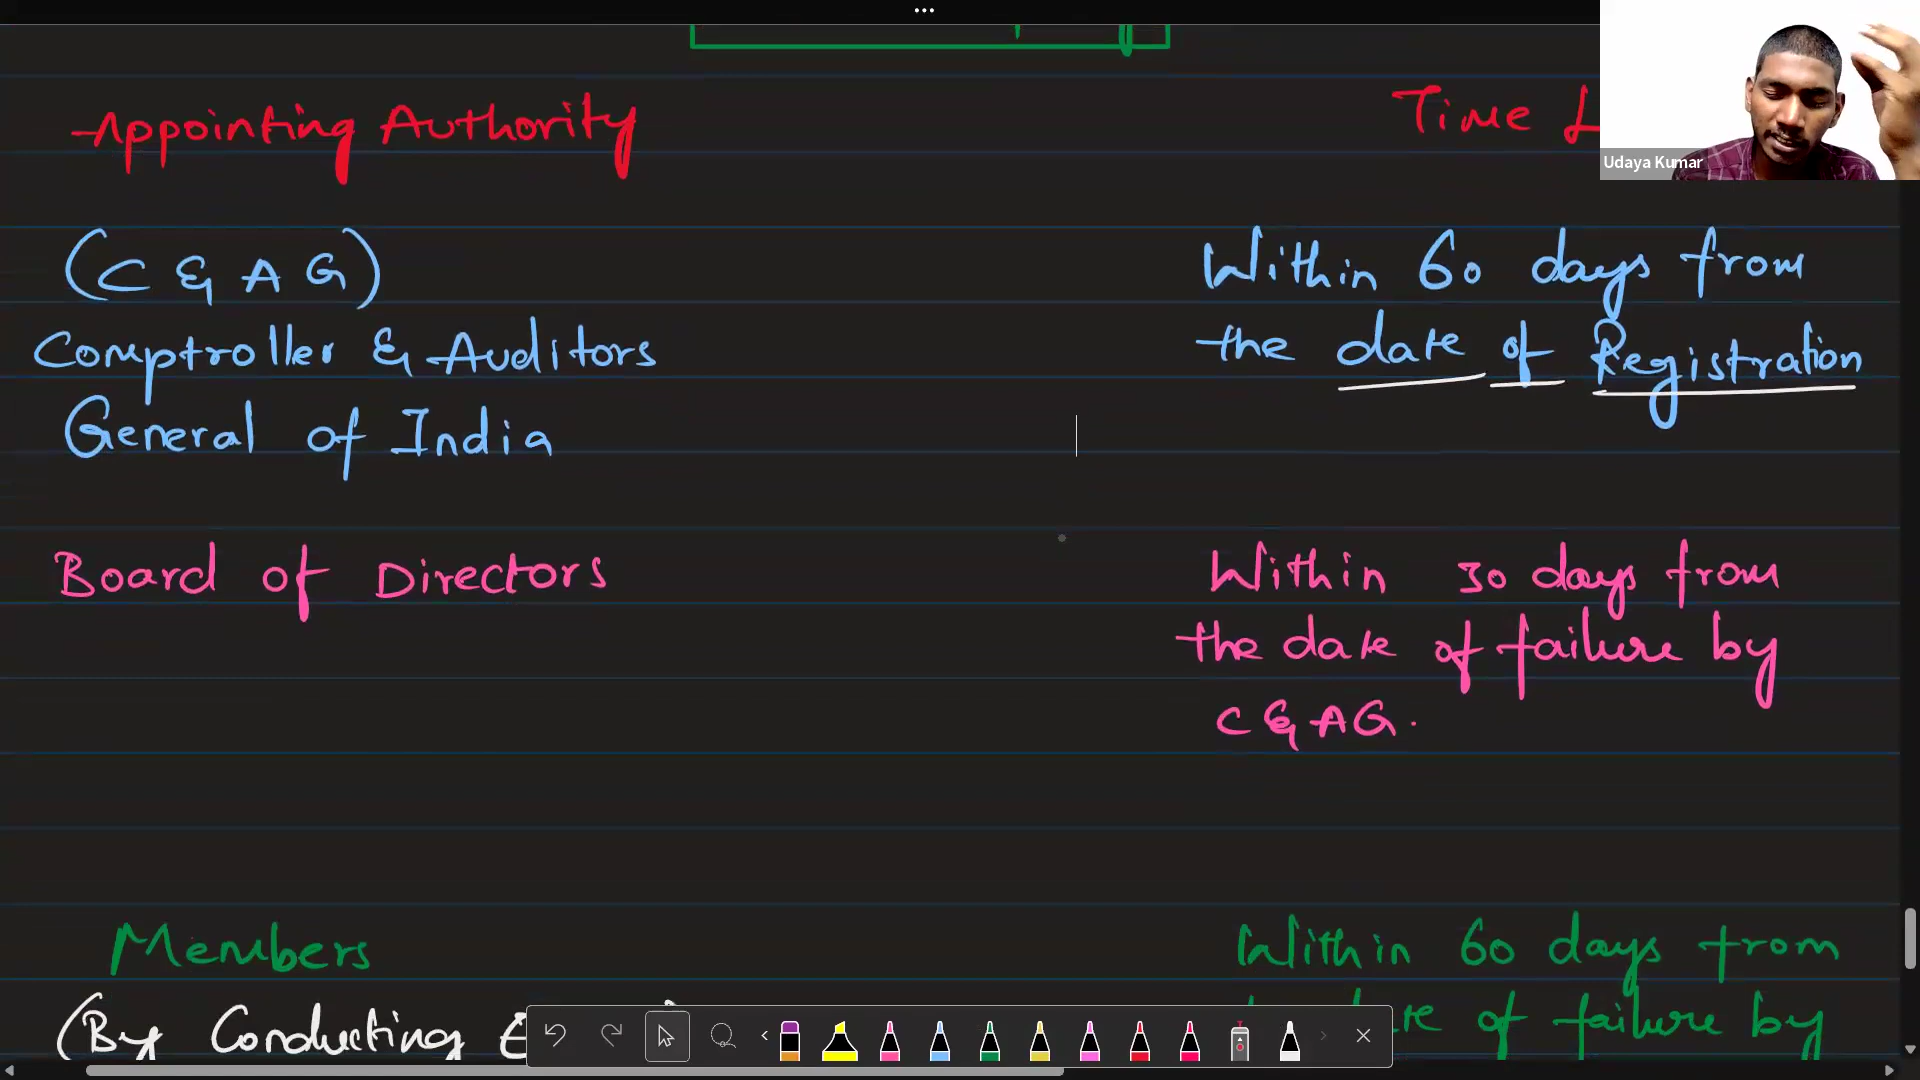 Appointing Authority
Time L
Udaya Kumar
(C & A G)
Comptroller & Auditors
General of India
Within 60 days from
the date of Registration
Board of Directors
Within 30 days from
the date of failure by
C & AG.
Members
(By Conducting E
Within 60 days from
of failure by